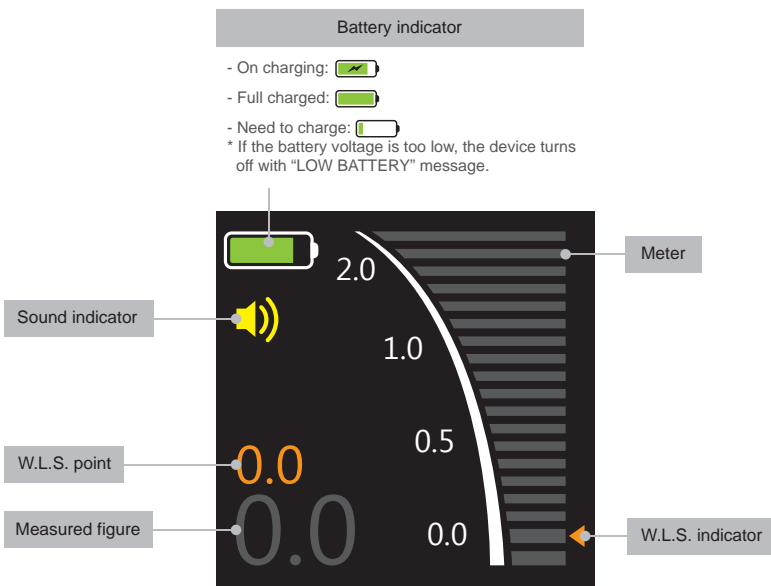 Battery indicator
- On charging:
- Full charged:
- Need to charge:
* If the battery voltage is too low, the device turns
off with “LOW BATTERY” message.
2.0
Meter
Sound indicator
1.0
0.5
W.L.S. point
0.0
Measured figure
0.0
0.0
W.L.S. indicator